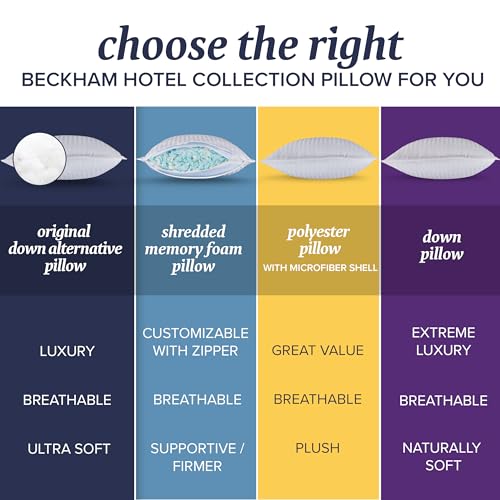 choose the right
BECKHAM HOTEL COLLECTION PILLOW FOR YOU
original
down alternative
pillow
shredded
memory foam
pillow
polyester
pillow
WITH MICROFIBER SHELL
down
pillow
LUXURY
CUSTOMIZABLE
WITH ZIPPER
GREAT VALUE
EXTREME
LUXURY
BREATHABLE
BREATHABLE
BREATHABLE
BREATHABLE
ULTRA SOFT
SUPPORTIVE /
FIRMER
PLUSH
NATURALLY
SOFT